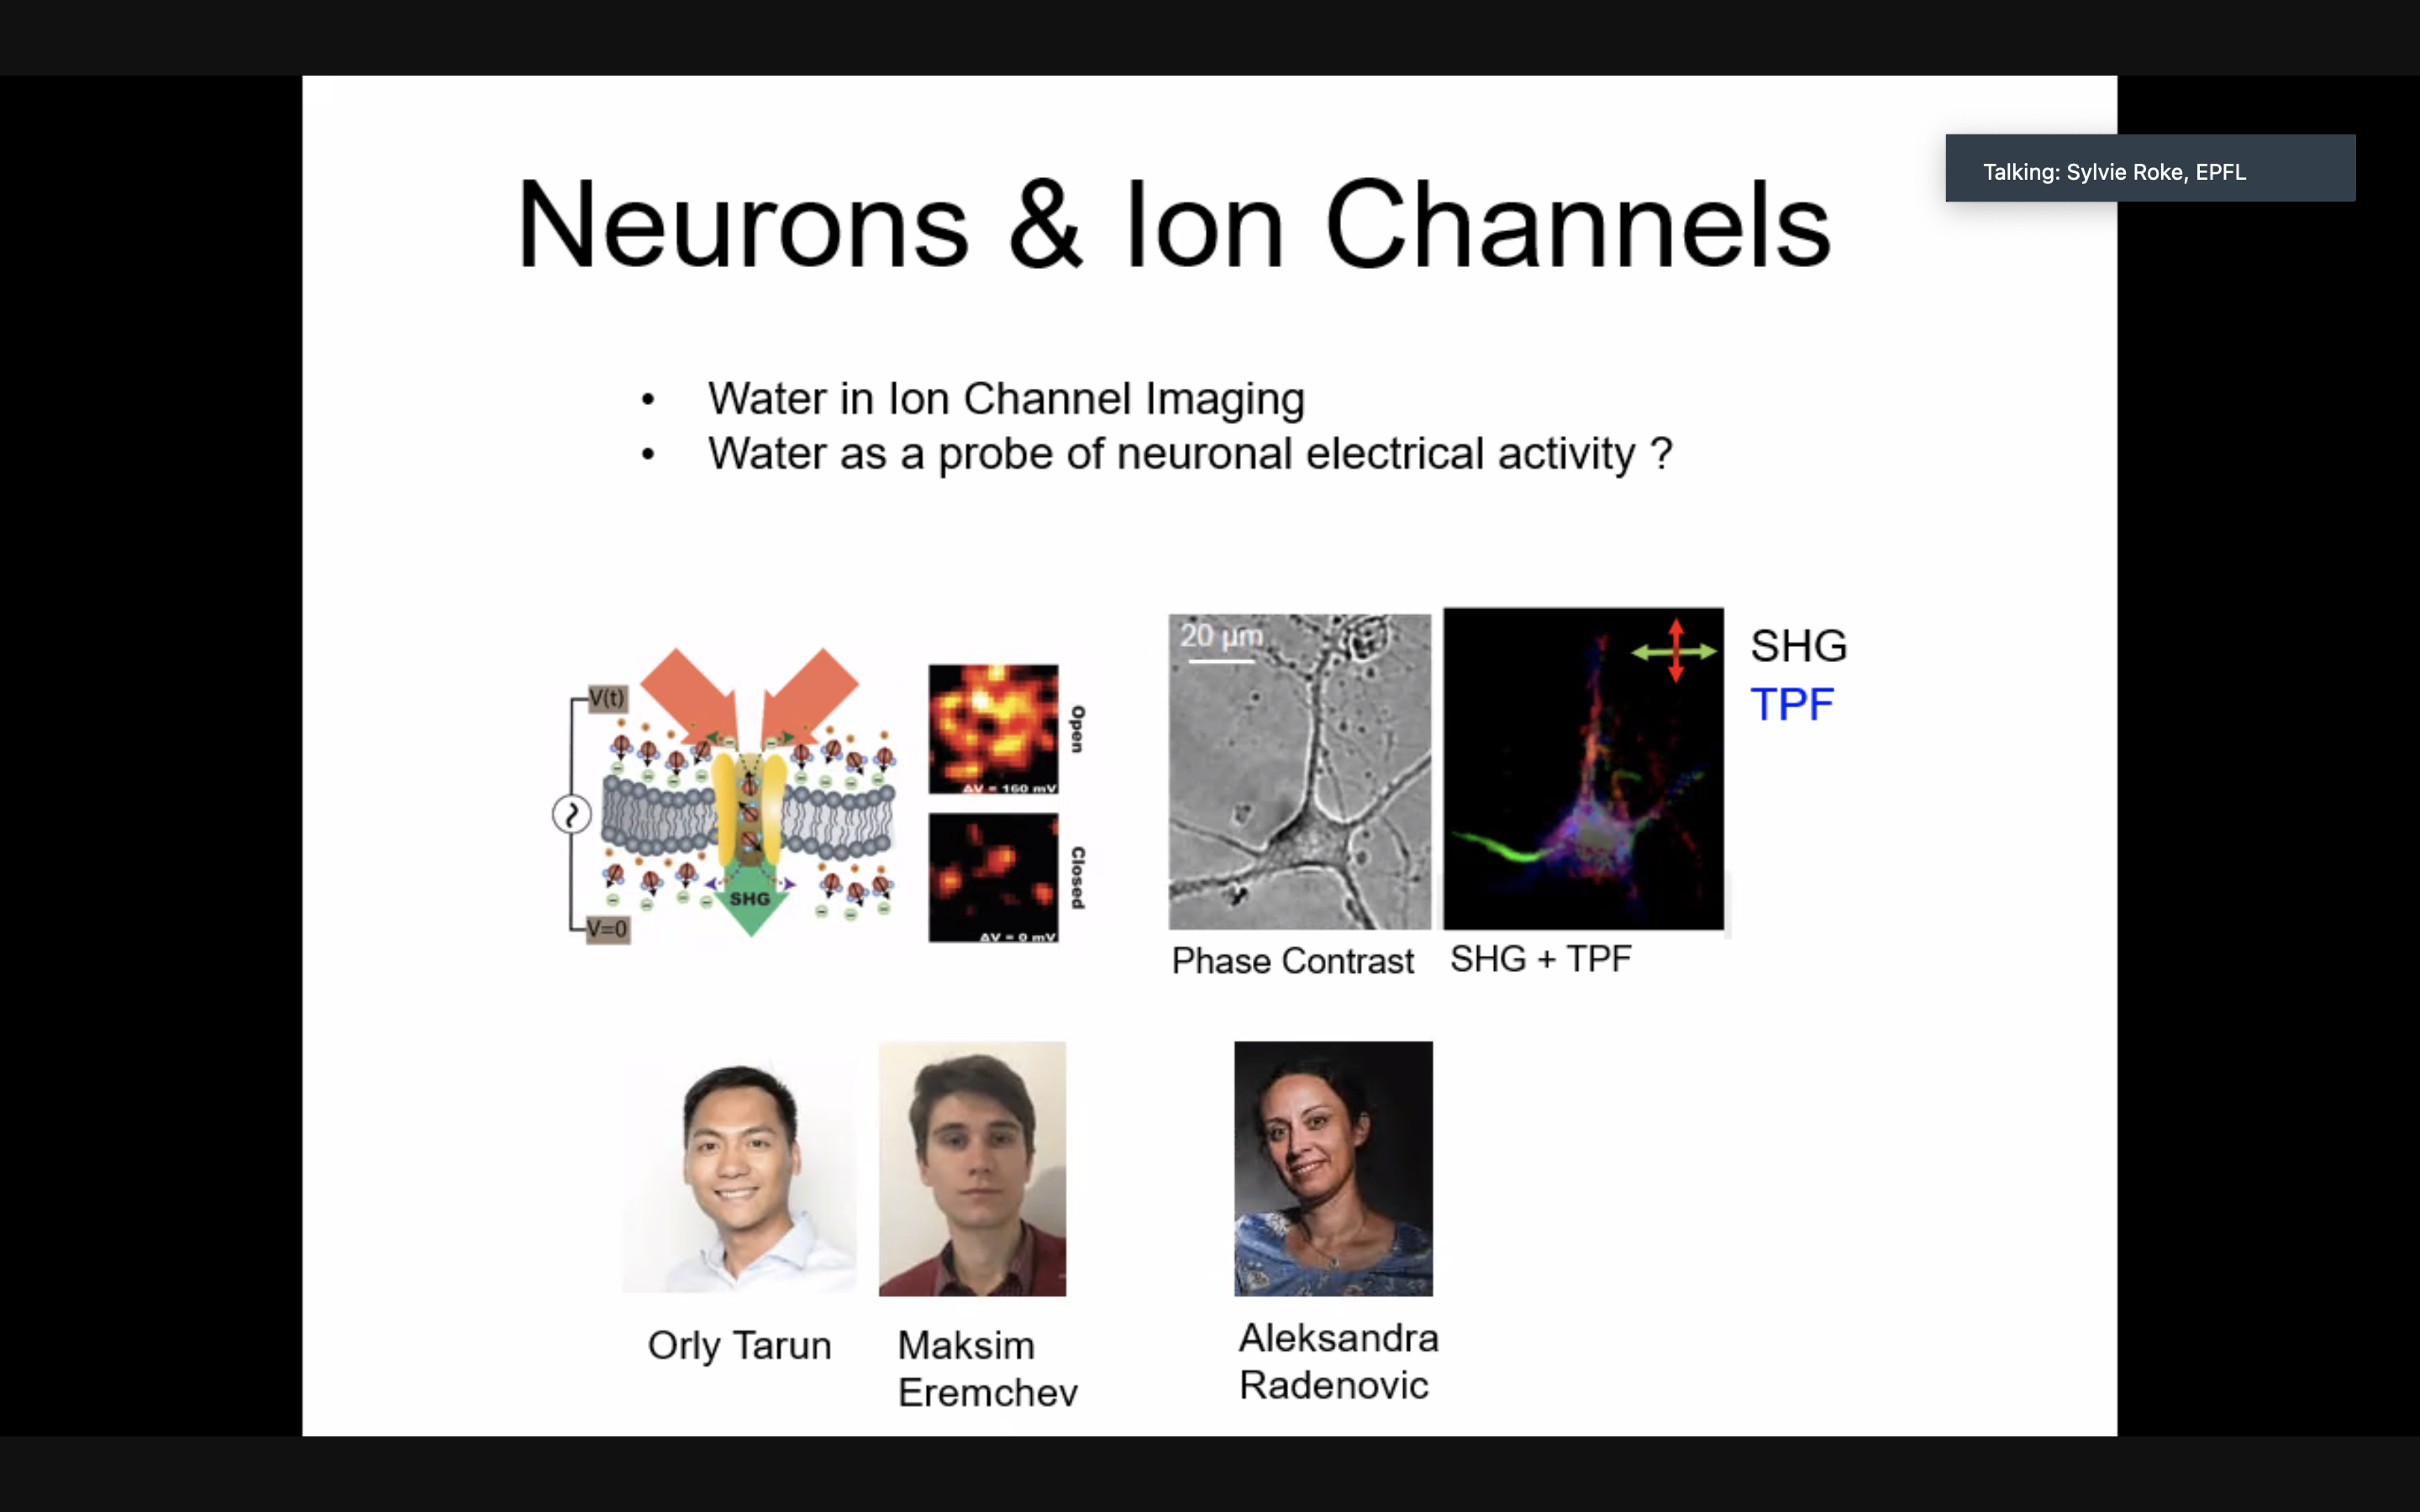 Talking: Sylvie Roke, EPFL
Neurons & Ion Channels
• Water in Ion Channel Imaging
• Water as a probe of neuronal electrical activity ?
V(t)
V=0
SHG
Open
ΔV = 160 mV
Closed
ΔV = 0 mV
20 µm
SHG
TPF
Phase Contrast
SHG + TPF
Orly Tarun
Maksim
Eremchev
Aleksandra
Radenovic